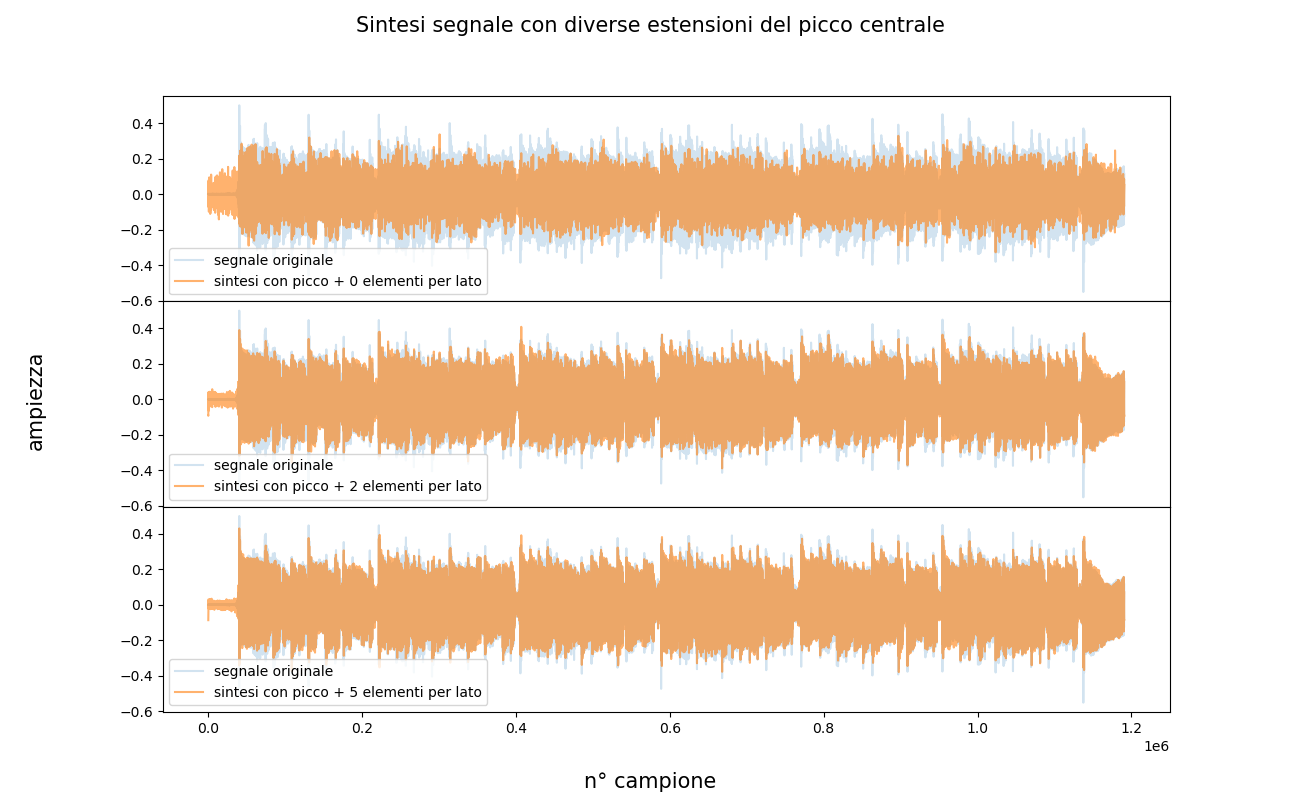 Sintesi segnale con diverse estensioni del picco centrale
0.4
0.2
0.0
−0.2
−0.4
−0.6
segnale originale
sintesi con picco + 0 elementi per lato
0.4
0.2
0.0
−0.2
−0.4
−0.6
segnale originale
sintesi con picco + 2 elementi per lato
ampiezza
0.4
0.2
0.0
−0.2
−0.4
−0.6
segnale originale
sintesi con picco + 5 elementi per lato
0.0 0.2 0.4 0.6 0.8 1.0 1.2
1e6
n° campione